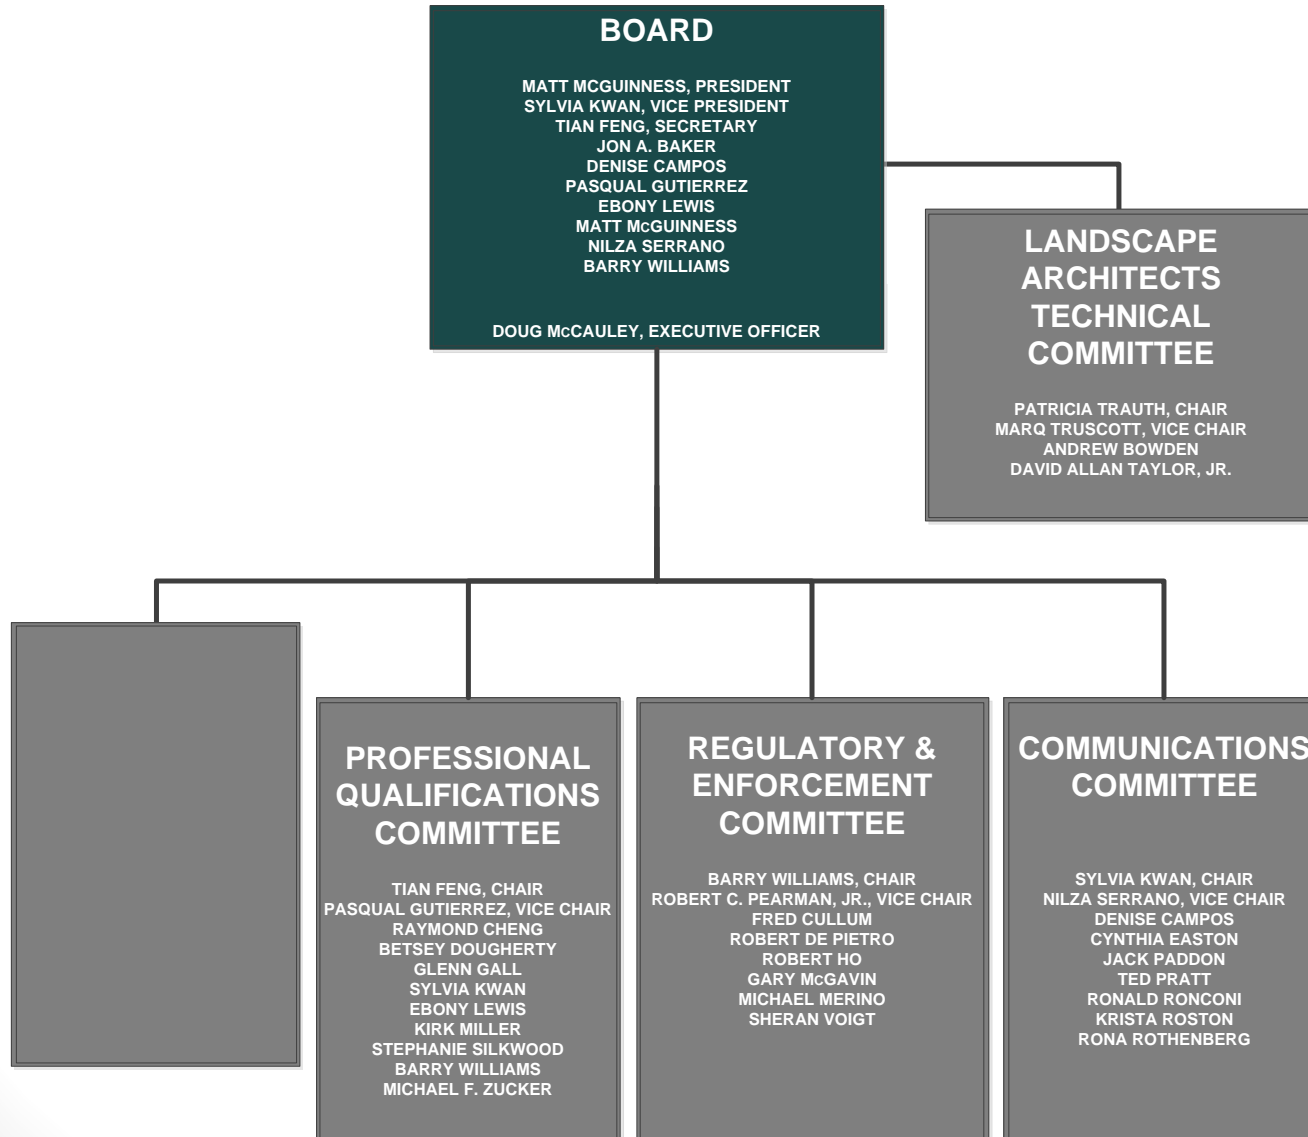 BOARD
MATT MCGUINNESS, PRESIDENT
SYLVIA KWAN, VICE PRESIDENT
TIAN FENG, SECRETARY
JON A. BAKER
DENISE CAMPOS
PASQUAL GUTIERREZ
EBONY LEWIS
MATT McGUINNESS
NILZA SERRANO
BARRY WILLIAMS
DOUG McCAULEY, EXECUTIVE OFFICER
LANDSCAPE
ARCHITECTS
TECHNICAL
COMMITTEE
PATRICIA TRAUTH, CHAIR
MARQ TRUSCOTT, VICE CHAIR
ANDREW BOWDEN
DAVID ALLAN TAYLOR, JR.
PROFESSIONAL
QUALIFICATIONS
COMMITTEE
TIAN FENG, CHAIR
PASQUAL GUTIERREZ, VICE CHAIR
RAYMOND CHENG
BETSEY DOUGHERTY
GLENN GALL
SYLVIA KWAN
EBONY LEWIS
KIRK MILLER
STEPHANIE SILKWOOD
BARRY WILLIAMS
MICHAEL F. ZUCKER
REGULATORY &
ENFORCEMENT
COMMITTEE
BARRY WILLIAMS, CHAIR
ROBERT C. PEARMAN, JR., VICE CHAIR
FRED CULLUM
ROBERT DE PIETRO
ROBERT HO
GARY McGAVIN
MICHAEL MERINO
SHERAN VOIGT
COMMUNICATIONS
COMMITTEE
SYLVIA KWAN, CHAIR
NILZA SERRANO, VICE CHAIR
DENISE CAMPOS
CYNTHIA EASTON
JACK PADDON
TED PRATT
RONALD RONCONI
KRISTA ROSTON
RONA ROTHENBERG